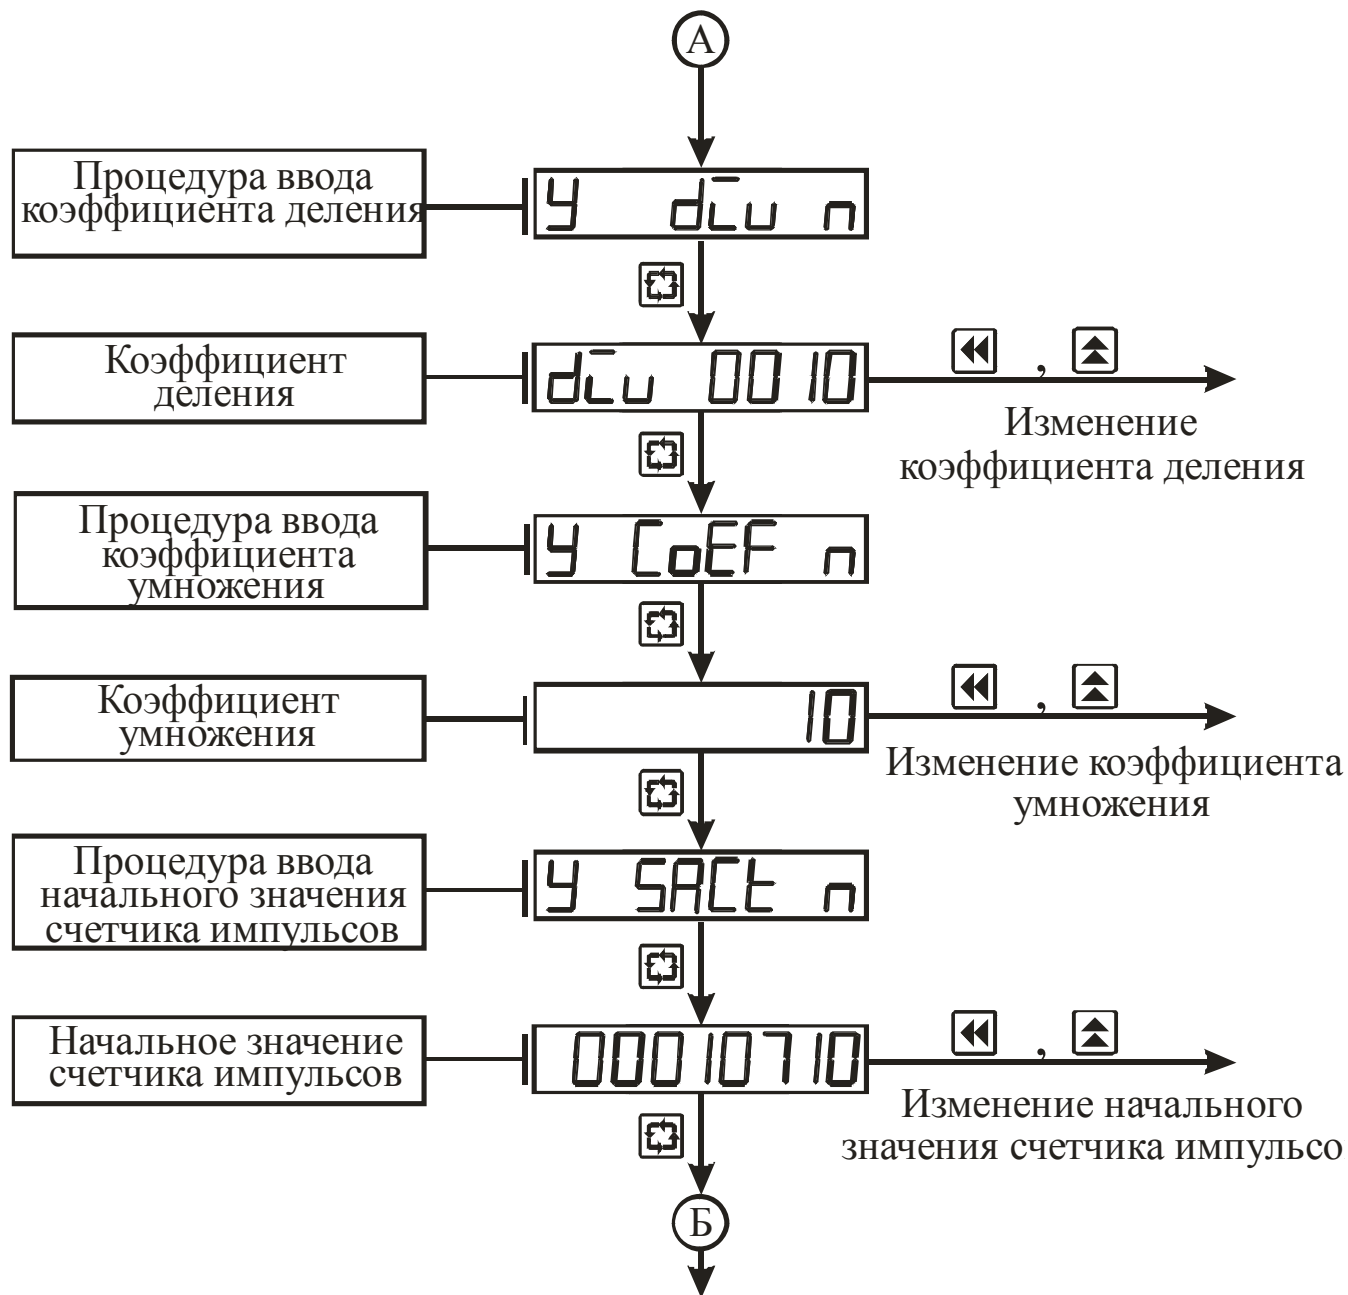 А
Процедура ввода
коэффициента деления
У div n
Коэффициент
деления
div 0010
,
Изменение
коэффициента деления
Процедура ввода
коэффициента
умножения
У CoEF n
Коэффициент
умножения
10
,
Изменение коэффициента
умножения
Процедура ввода
начального значения
счетчика импульсов
У SACt n
Начальное значение
счетчика импульсов
00010710
,
Изменение начального
значения счетчика импульсо
Б